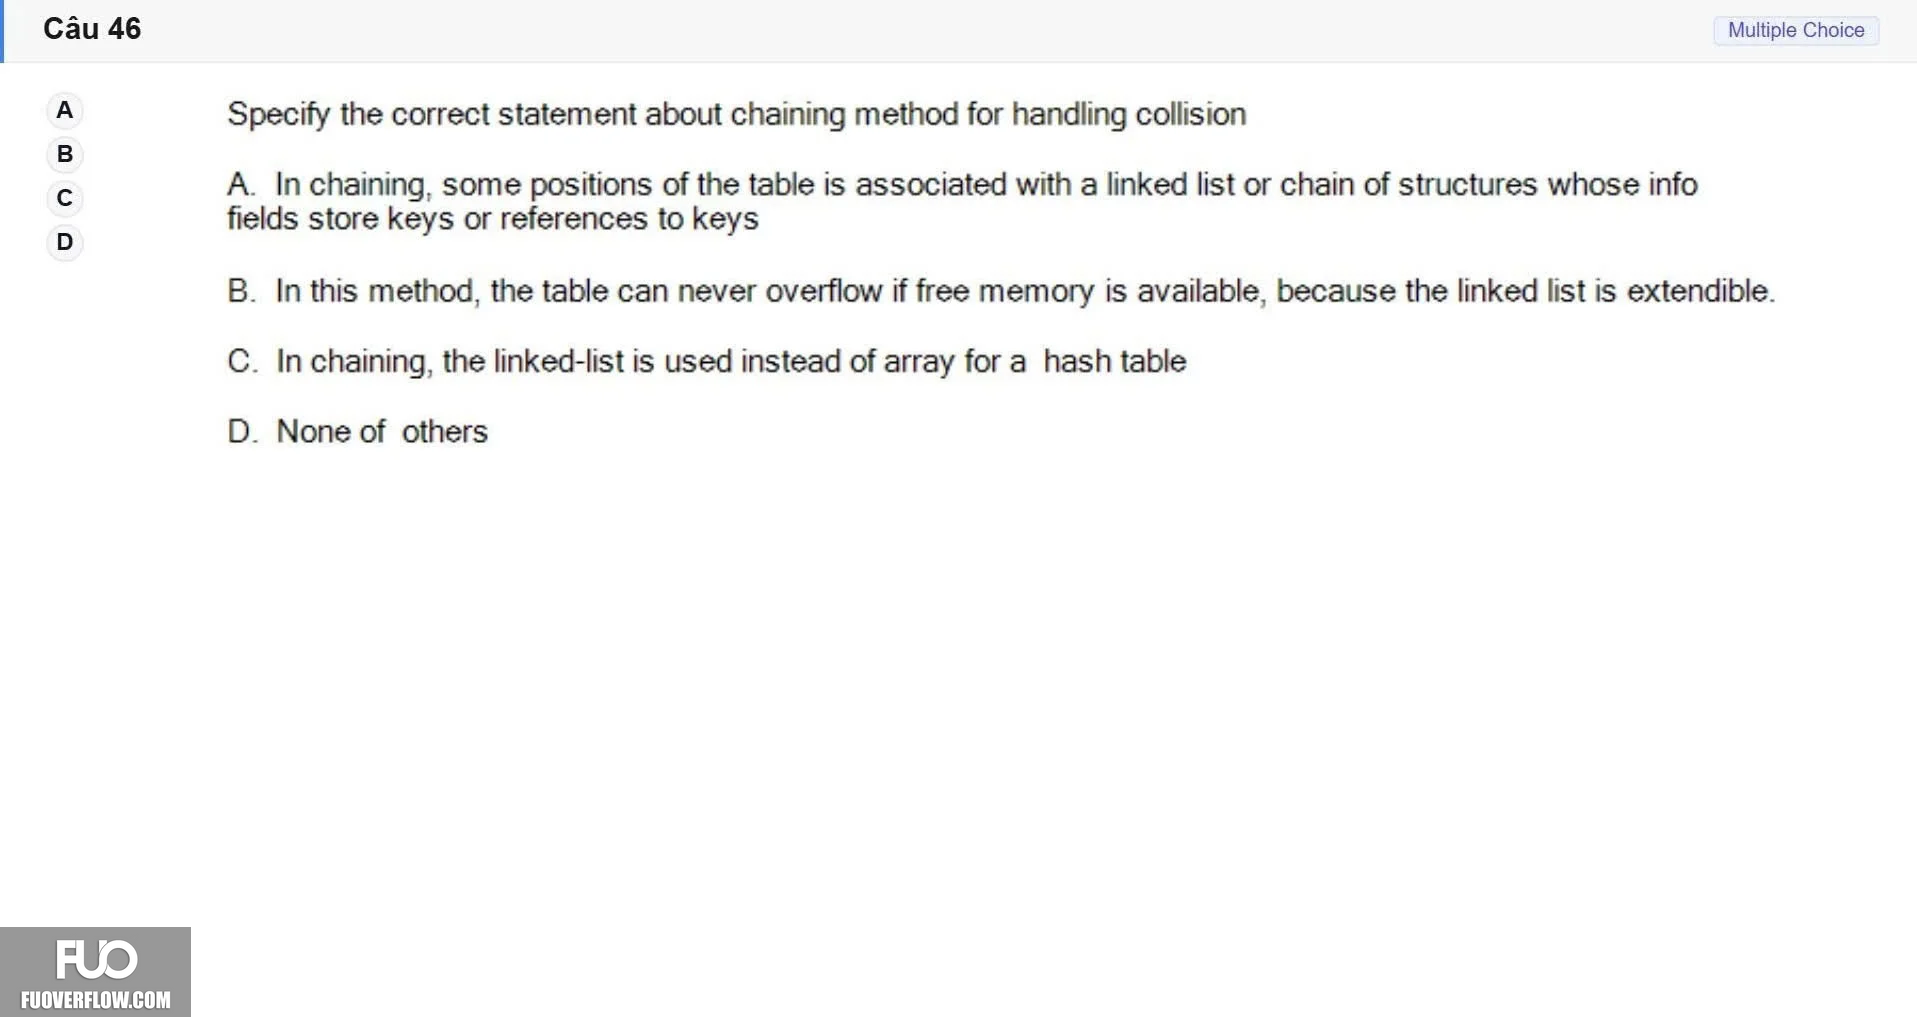 Câu 46
Multiple Choice
A
B
C
D
Specify the correct statement about chaining method for handling collision
A. In chaining, some positions of the table is associated with a linked list or chain of structures whose info
fields store keys or references to keys
B. In this method, the table can never overflow if free memory is available, because the linked list is extendible.
C. In chaining, the linked-list is used instead of array for a hash table
D. None of others
FUO
FUOVERFLOW.COM